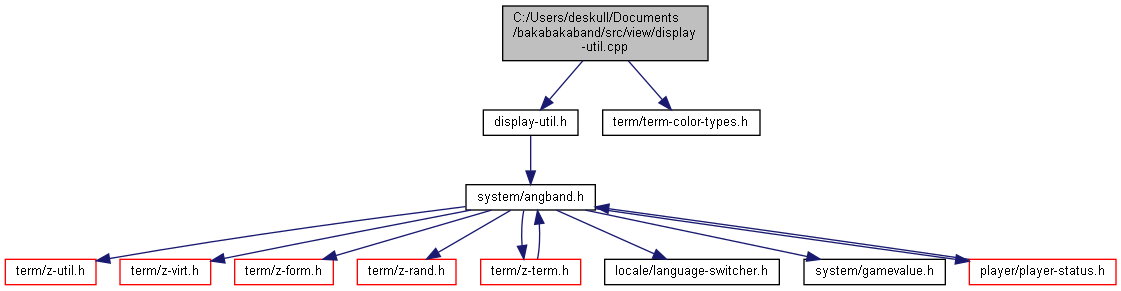 C:/Users/deskull/Documents
/bakabakaband/src/view/display
-util.cpp
display-util.h
term/term-color-types.h
system/angband.h
term/z-util.h
term/z-virt.h
term/z-form.h
term/z-rand.h
term/z-term.h
locale/language-switcher.h
system/gamevalue.h
player/player-status.h